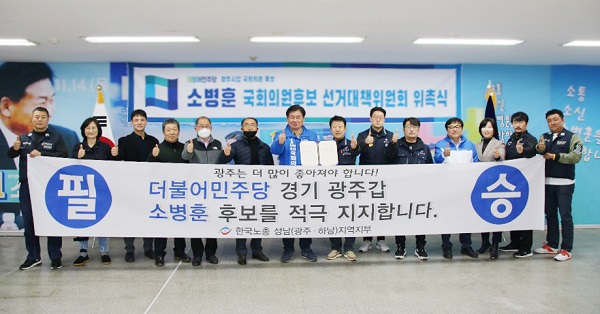 더불어민주당 광주시갑 국회의원 후보
소병훈 국회의원후보 선거대책위원회 위촉식
11.14.
소통
소신
광주는 더 많이 좋아져야 합니다!
필 더불어민주당 경기 광주갑 승
소병훈 후보를 적극 지지합니다.
한국노총 성남(광주·하남)지역지부